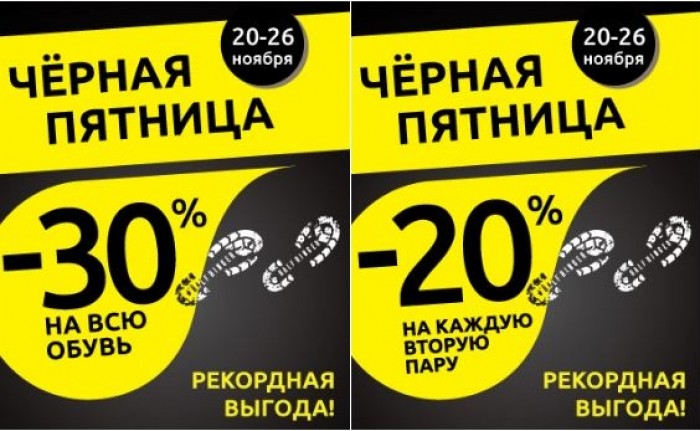 20-26
ноября
ЧЁРНАЯ
ПЯТНИЦА
-30%
НА ВСЮ
ОБУВЬ
РЕКОРДНАЯ
ВЫГОДА!
20-26
ноября
ЧЁРНАЯ
ПЯТНИЦА
-20%
НА КАЖДУЮ
ВТОРУЮ
ПАРУ
РЕКОРДНАЯ
ВЫГОДА!